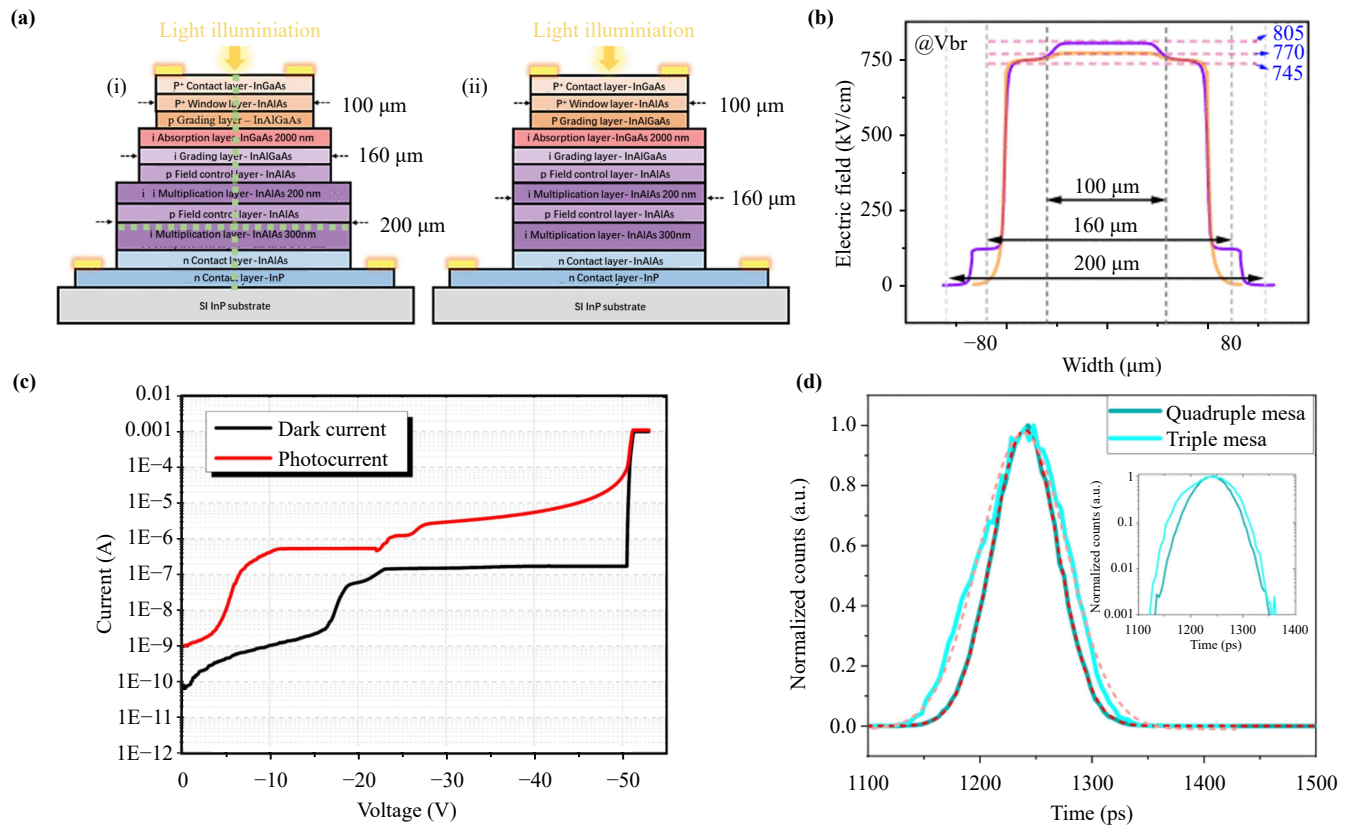 (a)
Light illuminiation
(i)
P⁺ Contact layer-InGaAs
P⁺ Window layer-InAlAs
p Grading layer – InAlGaAs
i Absorption layer-InGaAs 2000 nm
i Grading layer-InAlGaAs
p Field control layer-InAlAs
i i Multiplication layer- InAlAs 200 nm
p Field control layer-InAlAs
i Multiplication layer-InAlAs 300nm
n Contact layer-InAlAs
n Contact layer-InP
SI InP substrate
100 μm
160 μm
200 μm
Light illuminiation
(ii)
P⁺ Contact layer-InGaAs
P⁺ Window layer-InAlAs
P Grading layer-InAlGaAs
i Absorption layer-InGaAs 2000 nm
i Grading layer-InAlGaAs
p Field control layer-InAlAs
i Multiplication layer-InAlAs 200 nm
p Field control layer-InAlAs
i Multiplication layer-InAlAs 300nm
n Contact layer-InAlAs
n Contact layer-InP
SI InP substrate
100 μm
160 μm
(b)
@Vbr
805
770
745
Electric field (kV/cm)
750
750
250
0
100 μm
160 μm
200 μm
−80
80
Width (μm)
(c)
Current (A)
0.01
0.001
1E−4
1E−5
1E−6
1E−7
1E−8
1E−9
1E−10
1E−11
1E−12
Dark current
Photocurrent
0 −10 −20 −30 −40 −50
Voltage (V)
(d)
Normalized counts (a.u.)
1.0
0.8
0.6
0.4
0.2
0.0
Quadruple mesa
Triple mesa
Normalized counts (a.u.)
1
0.1
0.01
0.001
1100 1200 1300 1400
Time (ps)
1100 1200 1300 1400 1500
Time (ps)